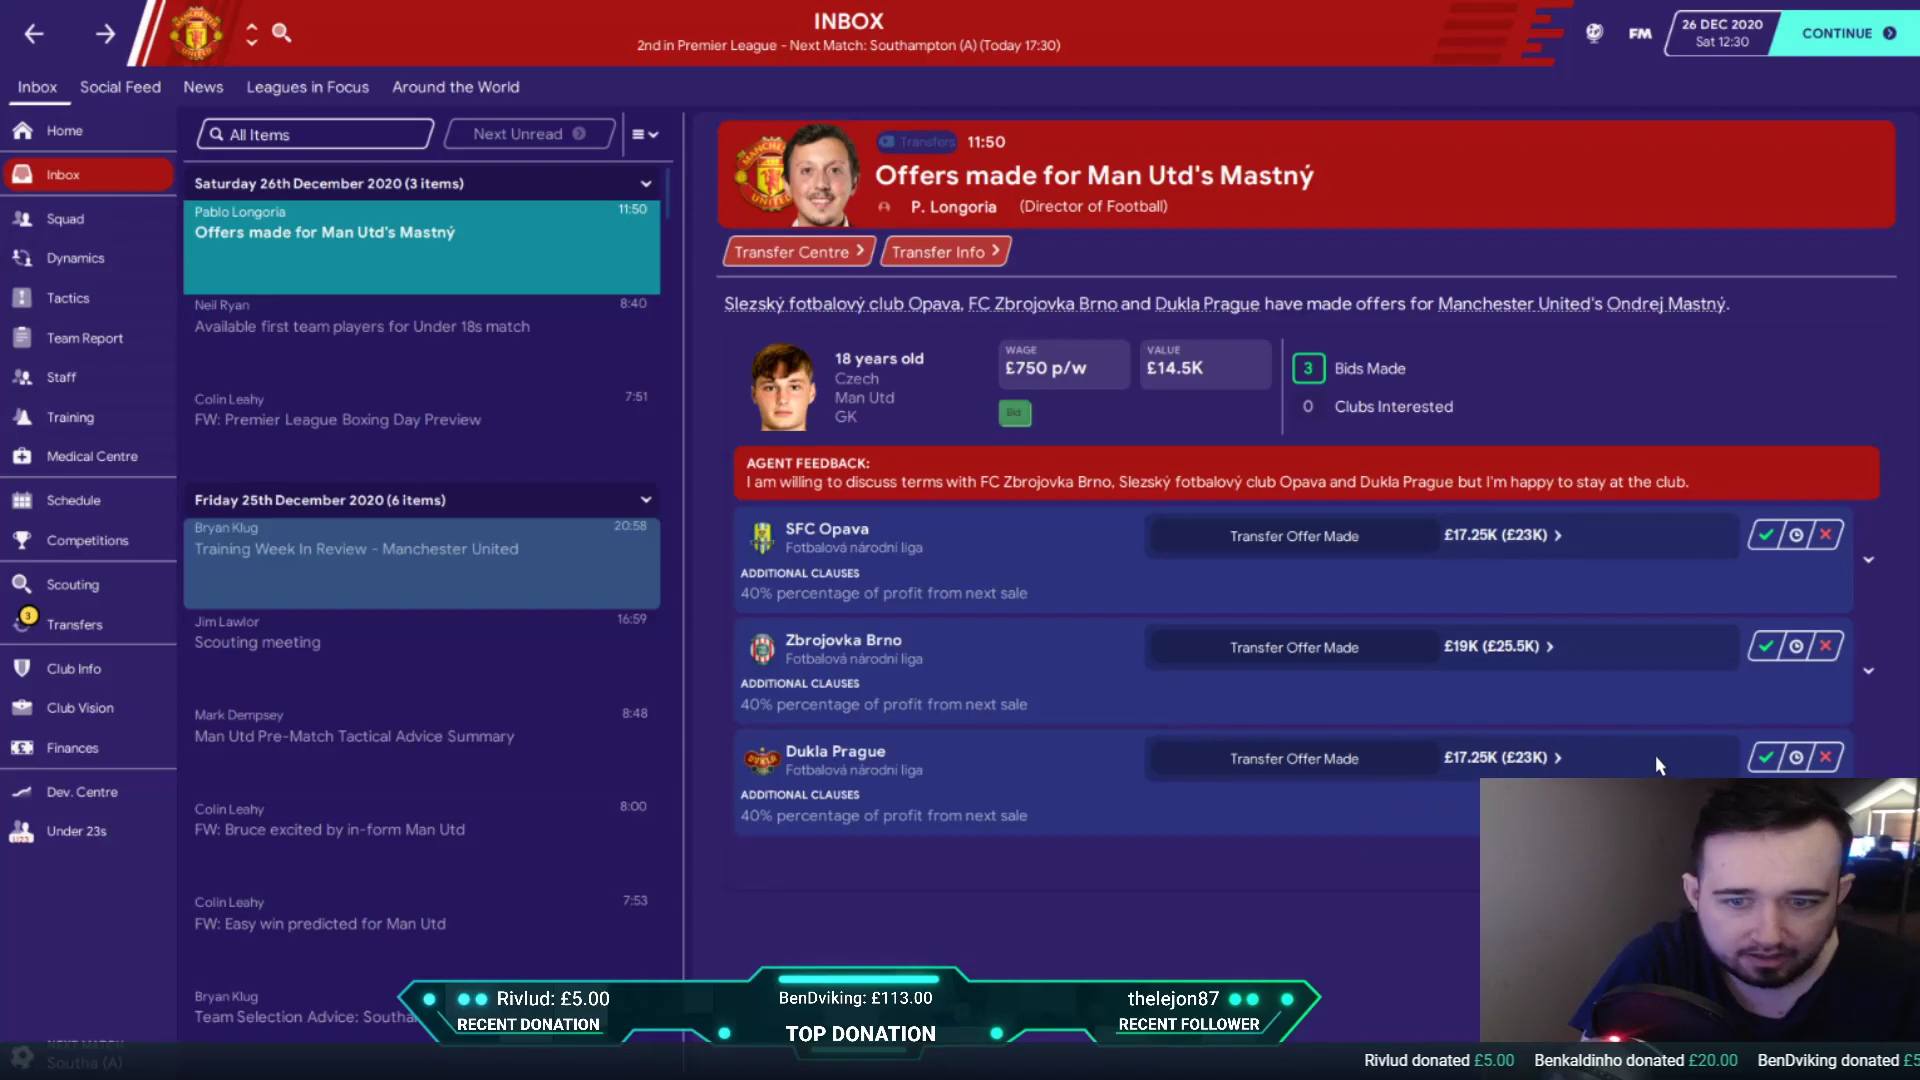 INBOX
2nd in Premier League - Next Match: Southampton (A) (Today 17:30)
FM
26 DEC 2020
Sat 12:30
CONTINUE
Inbox
Social Feed
News
Leagues in Focus
Around the World
Home
Inbox
Squad
Dynamics
Tactics
Team Report
Staff
Training
Medical Centre
Schedule
Competitions
Scouting
3
Transfers
Club Info
Club Vision
Finances
Dev. Centre
Under 23s
NEXT MATCH
Southa (A)
All Items
Next Unread
Saturday 26th December 2020 (3 items)
Pablo Longoria 11:50
Offers made for Man Utd's Mastný
Neil Ryan 8:40
Available first team players for Under 18s match
Colin Leahy 7:51
FW: Premier League Boxing Day Preview
Friday 25th December 2020 (6 items)
Bryan Klug 20:58
Training Week In Review - Manchester United
Jim Lawlor 16:59
Scouting meeting
Mark Dempsey 8:48
Man Utd Pre-Match Tactical Advice Summary
Colin Leahy 8:00
FW: Bruce excited by in-form Man Utd
Colin Leahy 7:53
FW: Easy win predicted for Man Utd
Bryan Klug
Team Selection Advice: Southa
Transfers 11:50
Offers made for Man Utd's Mastný
P. Longoria (Director of Football)
Transfer Centre
Transfer Info
Slezský fotbalový club Opava, FC Zbrojovka Brno and Dukla Prague have made offers for Manchester United's Ondrej Mastný.
18 years old
Czech
Man Utd
GK
WAGE
£750 p/w
VALUE
£14.5K
Bid
3 Bids Made
0 Clubs Interested
AGENT FEEDBACK:
I am willing to discuss terms with FC Zbrojovka Brno, Slezský fotbalový club Opava and Dukla Prague but I'm happy to stay at the club.
SFC Opava
Fotbalová národní liga
Transfer Offer Made
£17.25K (£23K)
ADDITIONAL CLAUSES
40% percentage of profit from next sale
Zbrojovka Brno
Fotbalová národní liga
Transfer Offer Made
£19K (£25.5K)
ADDITIONAL CLAUSES
40% percentage of profit from next sale
Dukla Prague
Fotbalová národní liga
Transfer Offer Made
£17.25K (£23K)
ADDITIONAL CLAUSES
40% percentage of profit from next sale
Rivlud: £5.00
RECENT DONATION
BenDviking: £113.00
TOP DONATION
thelejon87
RECENT FOLLOWER
Rivlud donated £5.00 Benkaldinho donated £20.00 BenDviking donated £5